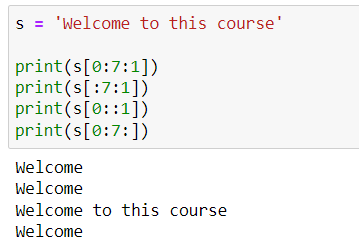 s = 'Welcome to this course'
print(s[0:7:1])
print(s[:7:1])
print(s[0::1])
print(s[0:7:])
Welcome
Welcome
Welcome to this course
Welcome